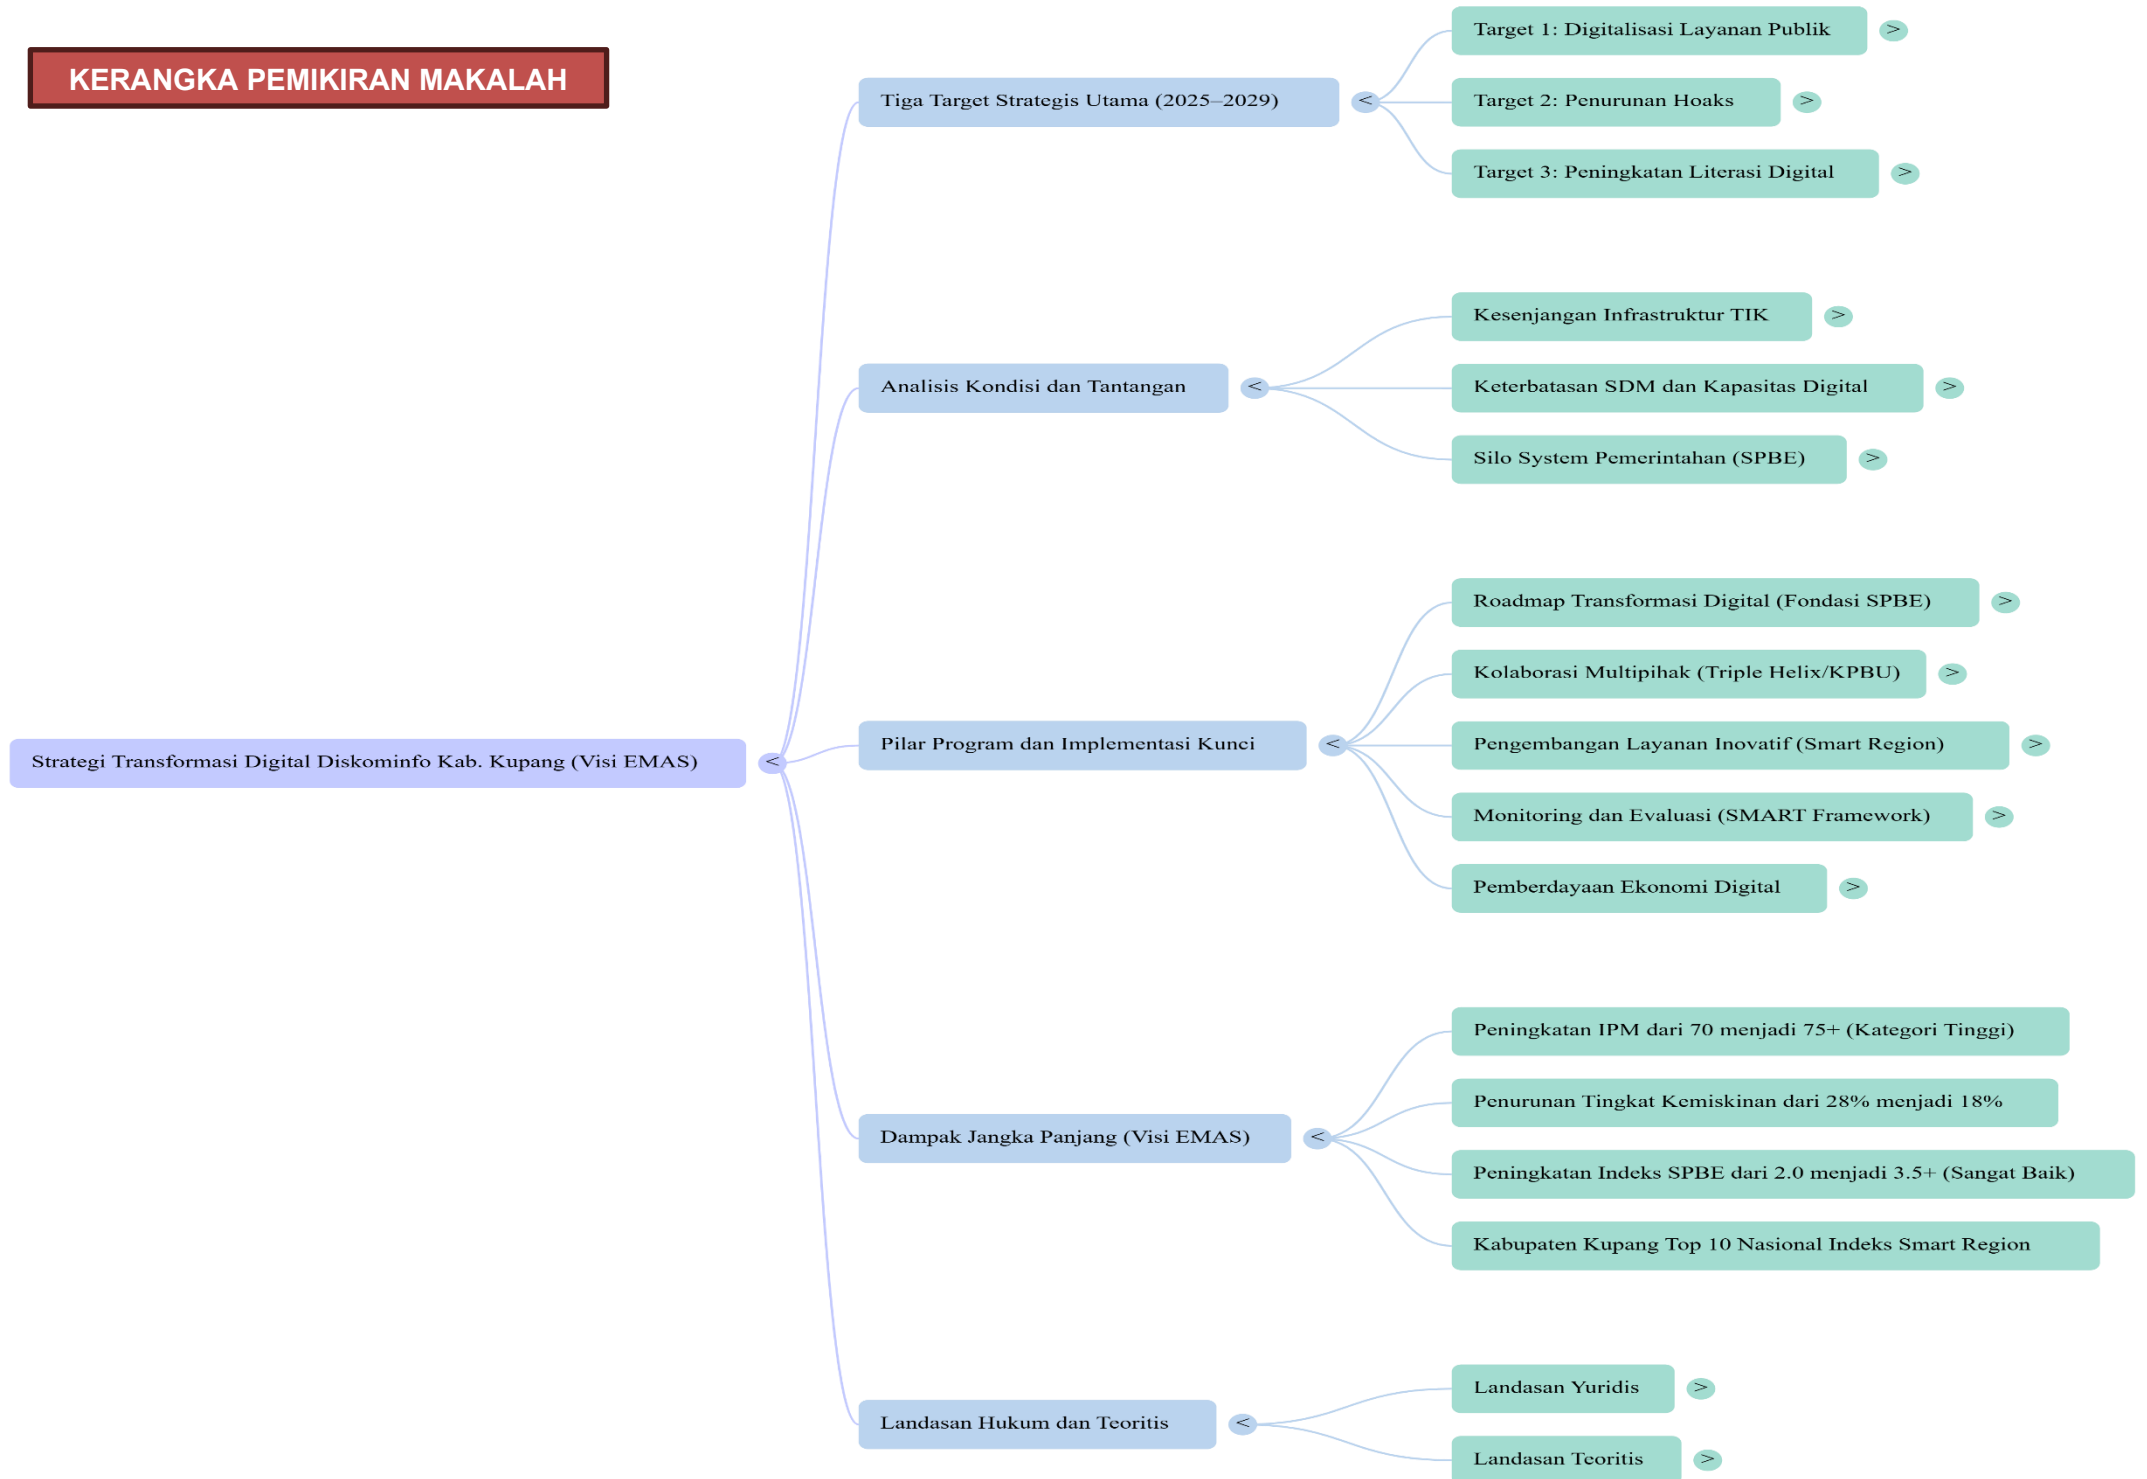 KERANGKA PEMIKIRAN MAKALAH
Strategi Transformasi Digital Diskominfo Kab. Kupang (Visi EMAS) <
Tiga Target Strategis Utama (2025–2029) <
Target 1: Digitalisasi Layanan Publik >
Target 2: Penurunan Hoaks >
Target 3: Peningkatan Literasi Digital >
Analisis Kondisi dan Tantangan <
Kesenjangan Infrastruktur TIK >
Keterbatasan SDM dan Kapasitas Digital >
Silo System Pemerintahan (SPBE) >
Pilar Program dan Implementasi Kunci <
Roadmap Transformasi Digital (Fondasi SPBE) >
Kolaborasi Multipihak (Triple Helix/KPBU) >
Pengembangan Layanan Inovatif (Smart Region) >
Monitoring dan Evaluasi (SMART Framework) >
Pemberdayaan Ekonomi Digital >
Dampak Jangka Panjang (Visi EMAS) <
Peningkatan IPM dari 70 menjadi 75+ (Kategori Tinggi)
Penurunan Tingkat Kemiskinan dari 28% menjadi 18%
Peningkatan Indeks SPBE dari 2.0 menjadi 3.5+ (Sangat Baik)
Kabupaten Kupang Top 10 Nasional Indeks Smart Region
Landasan Hukum dan Teoritis <
Landasan Yuridis >
Landasan Teoritis >